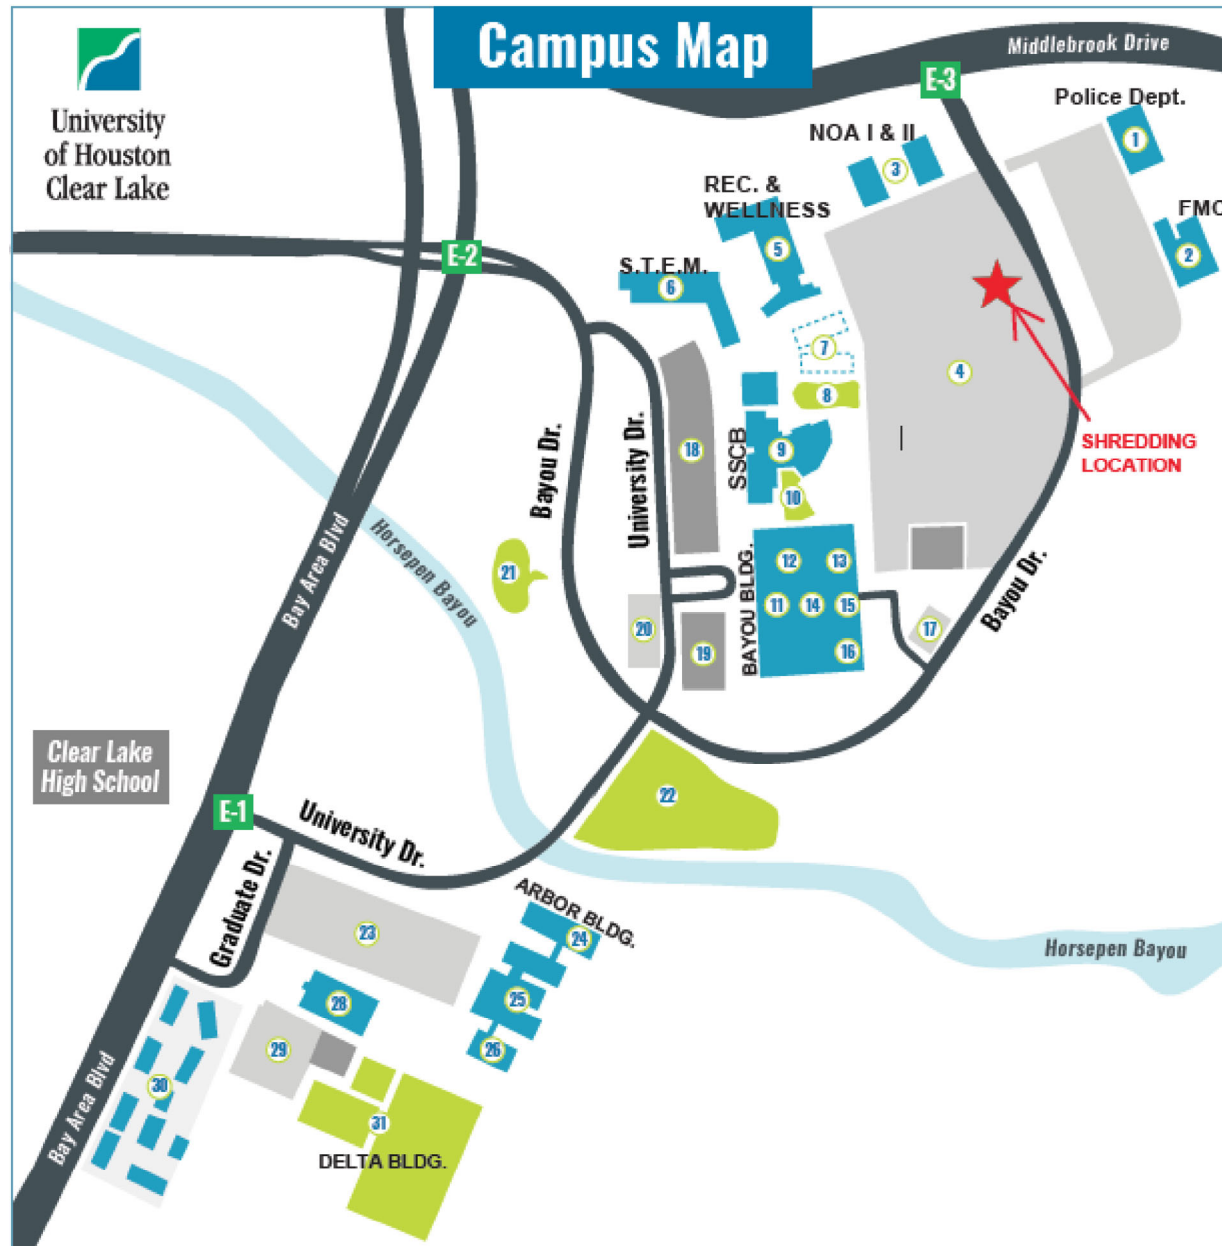 Campus Map
University
of Houston
Clear Lake
Middlebrook Drive
E-3
Police Dept.
1
NOA I & II
3
REC. &
WELLNESS
5
FMC
2
E-2
S.T.E.M.
6
7
4
8
Bayou Dr.
University Dr.
18
SSCB
9
10
SHREDDING
LOCATION
Bay Area Blvd
Horsepen Bayou
21
BAYOU BLDG.
12
13
11
14
15
16
17
Bayou Dr.
20
19
Clear Lake
High School
22
E-1
University Dr.
Graduate Dr.
23
ARBOR BLDG.
24
Horsepen Bayou
25
28
26
29
30
Bay Area Blvd
31
DELTA BLDG.